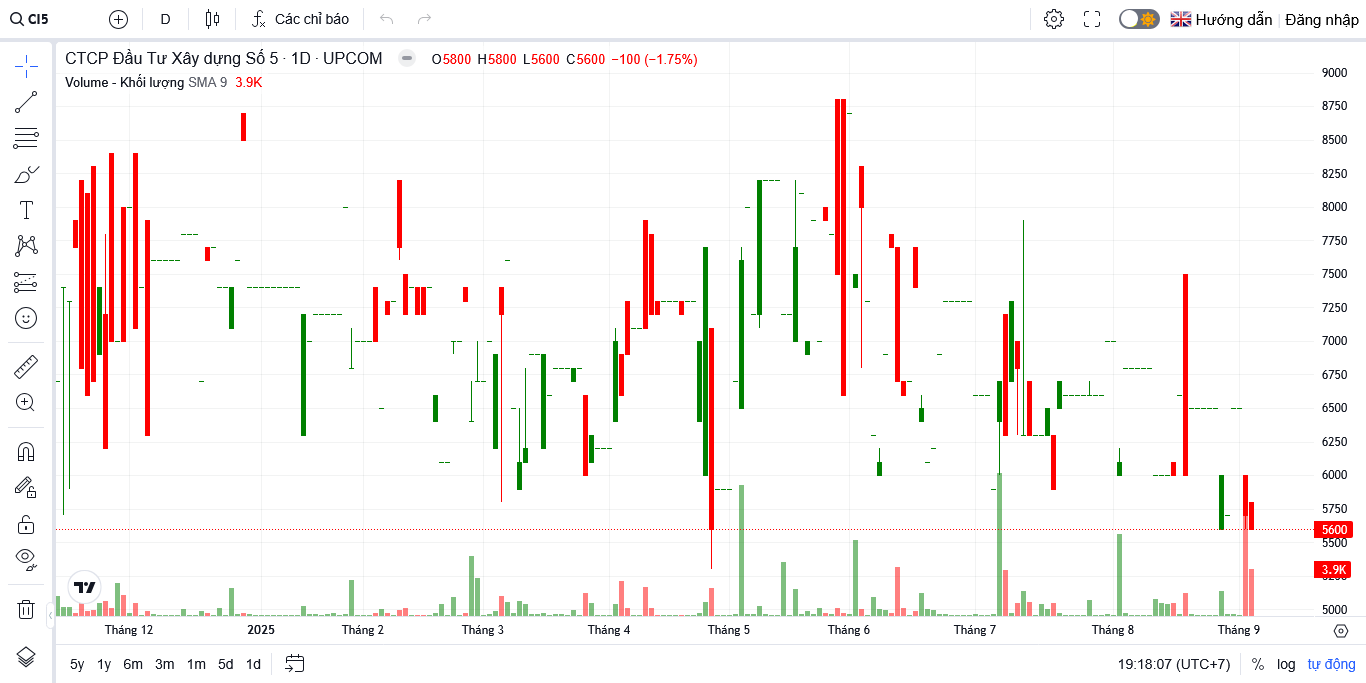 CI5 D Các chỉ báo Hướng dẫn Đăng nhập
CTCP Đầu Tư Xây dựng Số 5 · 1D · UPCOM O5800 H5800 L5600 C5600 −100 (−1.75%)
Volume - Khối lượng SMA 9 3.9K
9000
8750
8500
8250
8000
7750
7500
7250
7000
6750
6500
6250
6000
5750
5600
5500
3.9K
5000
Tháng 12 2025 Tháng 2 Tháng 3 Tháng 4 Tháng 5 Tháng 6 Tháng 7 Tháng 8 Tháng 9
5y 1y 6m 3m 1m 5d 1d 19:18:07 (UTC+7) % log tự động